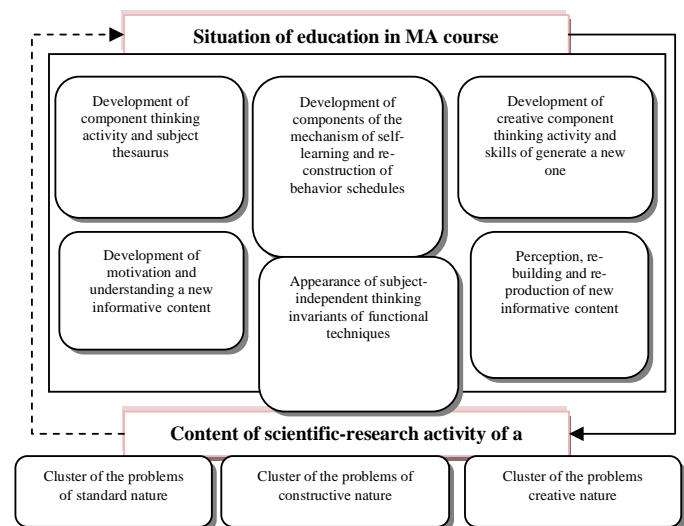 Situation of education in MA course
Development of
component thinking
activity and subject
thesaurus
Development of
components of the
mechanism of self-
learning and re-
construction of
behavior schedules
Development of
creative component
thinking activity and
skills of generate a new
one
Development of
motivation and
understanding a new
informative content
Appearance of subject-
independent thinking
invariants of functional
techniques
Perception, re-
building and re-
production of new
informative content
Content of scientific-research activity of a
Cluster of the problems
of standard nature
Cluster of the problems of
constructive nature
Cluster of the problems
creative nature